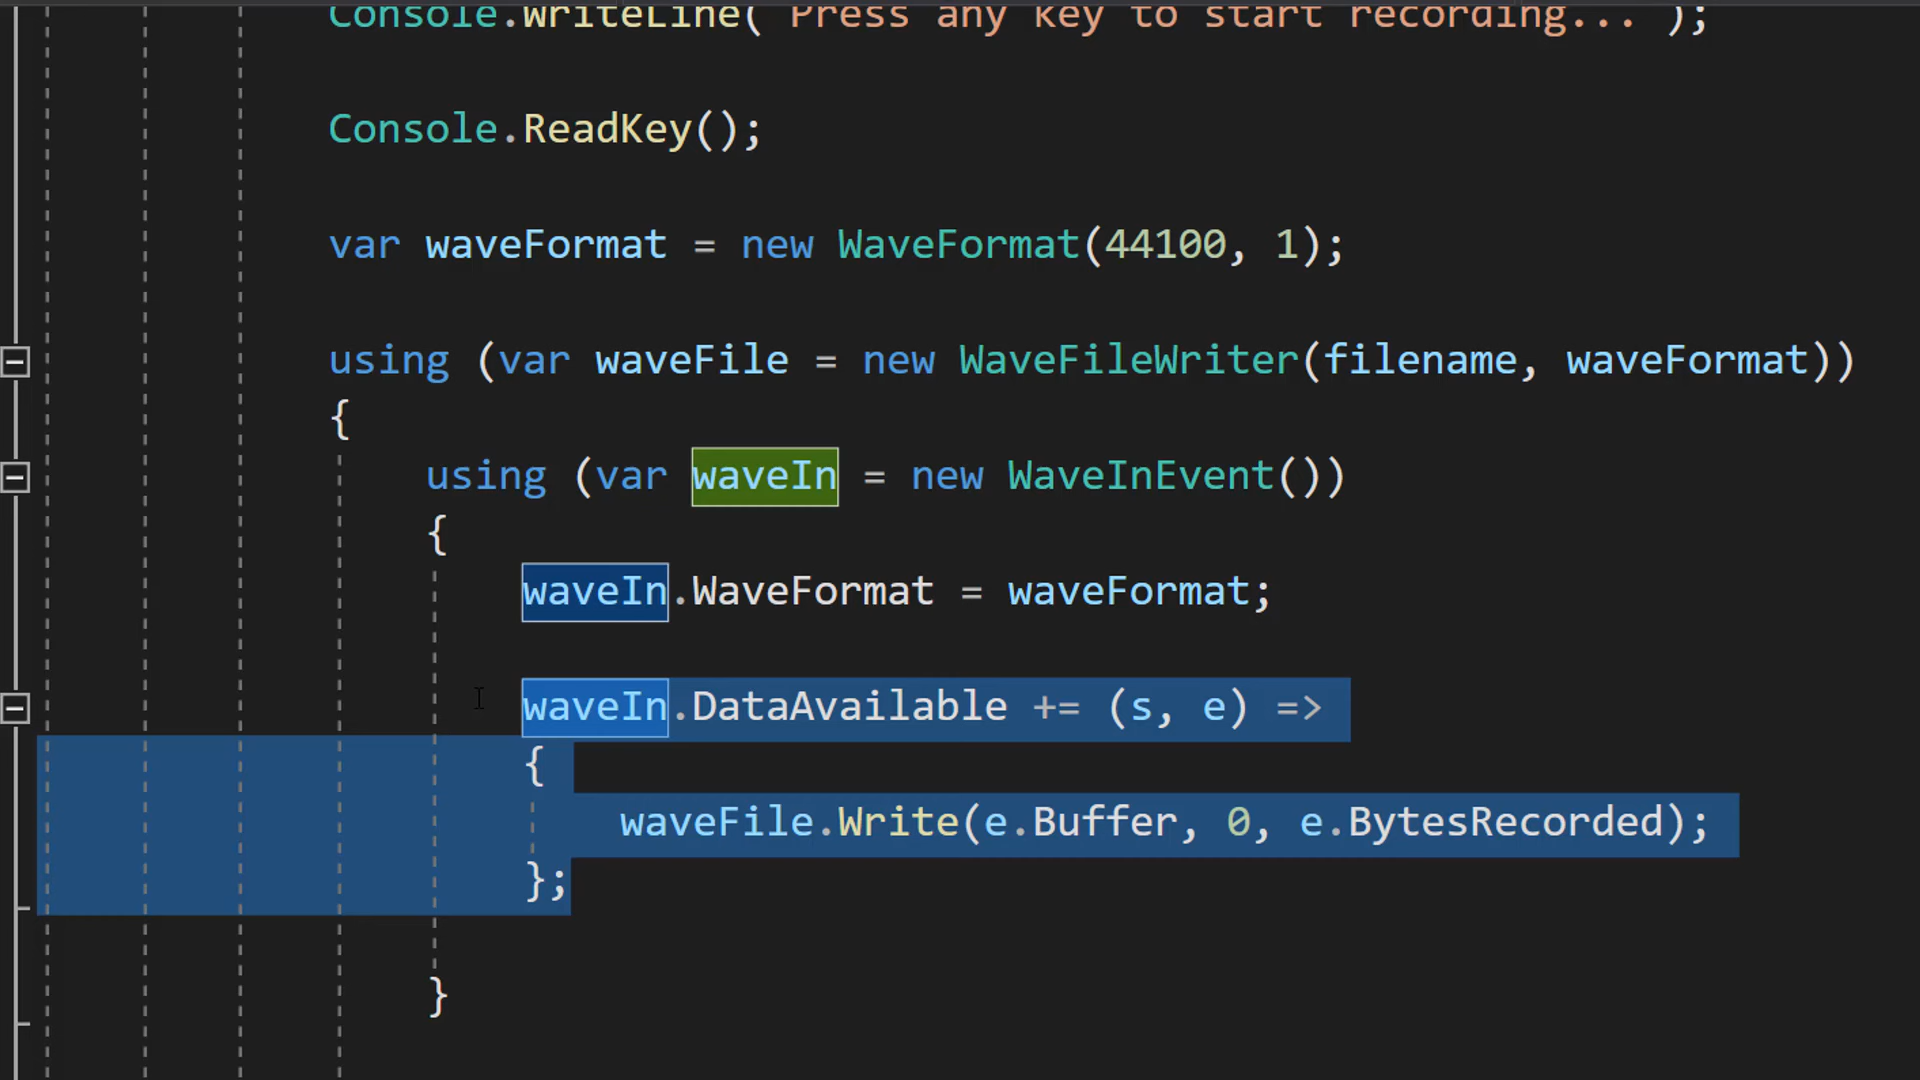 Console.WriteLine("Press any key to start recording...");
Console.ReadKey();
var waveFormat = new WaveFormat(44100, 1);
using (var waveFile = new WaveFileWriter(filename, waveFormat))
{
using (var waveIn = new WaveInEvent())
{
waveIn.WaveFormat = waveFormat;
waveIn.DataAvailable += (s, e) =>
{
waveFile.Write(e.Buffer, 0, e.BytesRecorded);
};
}